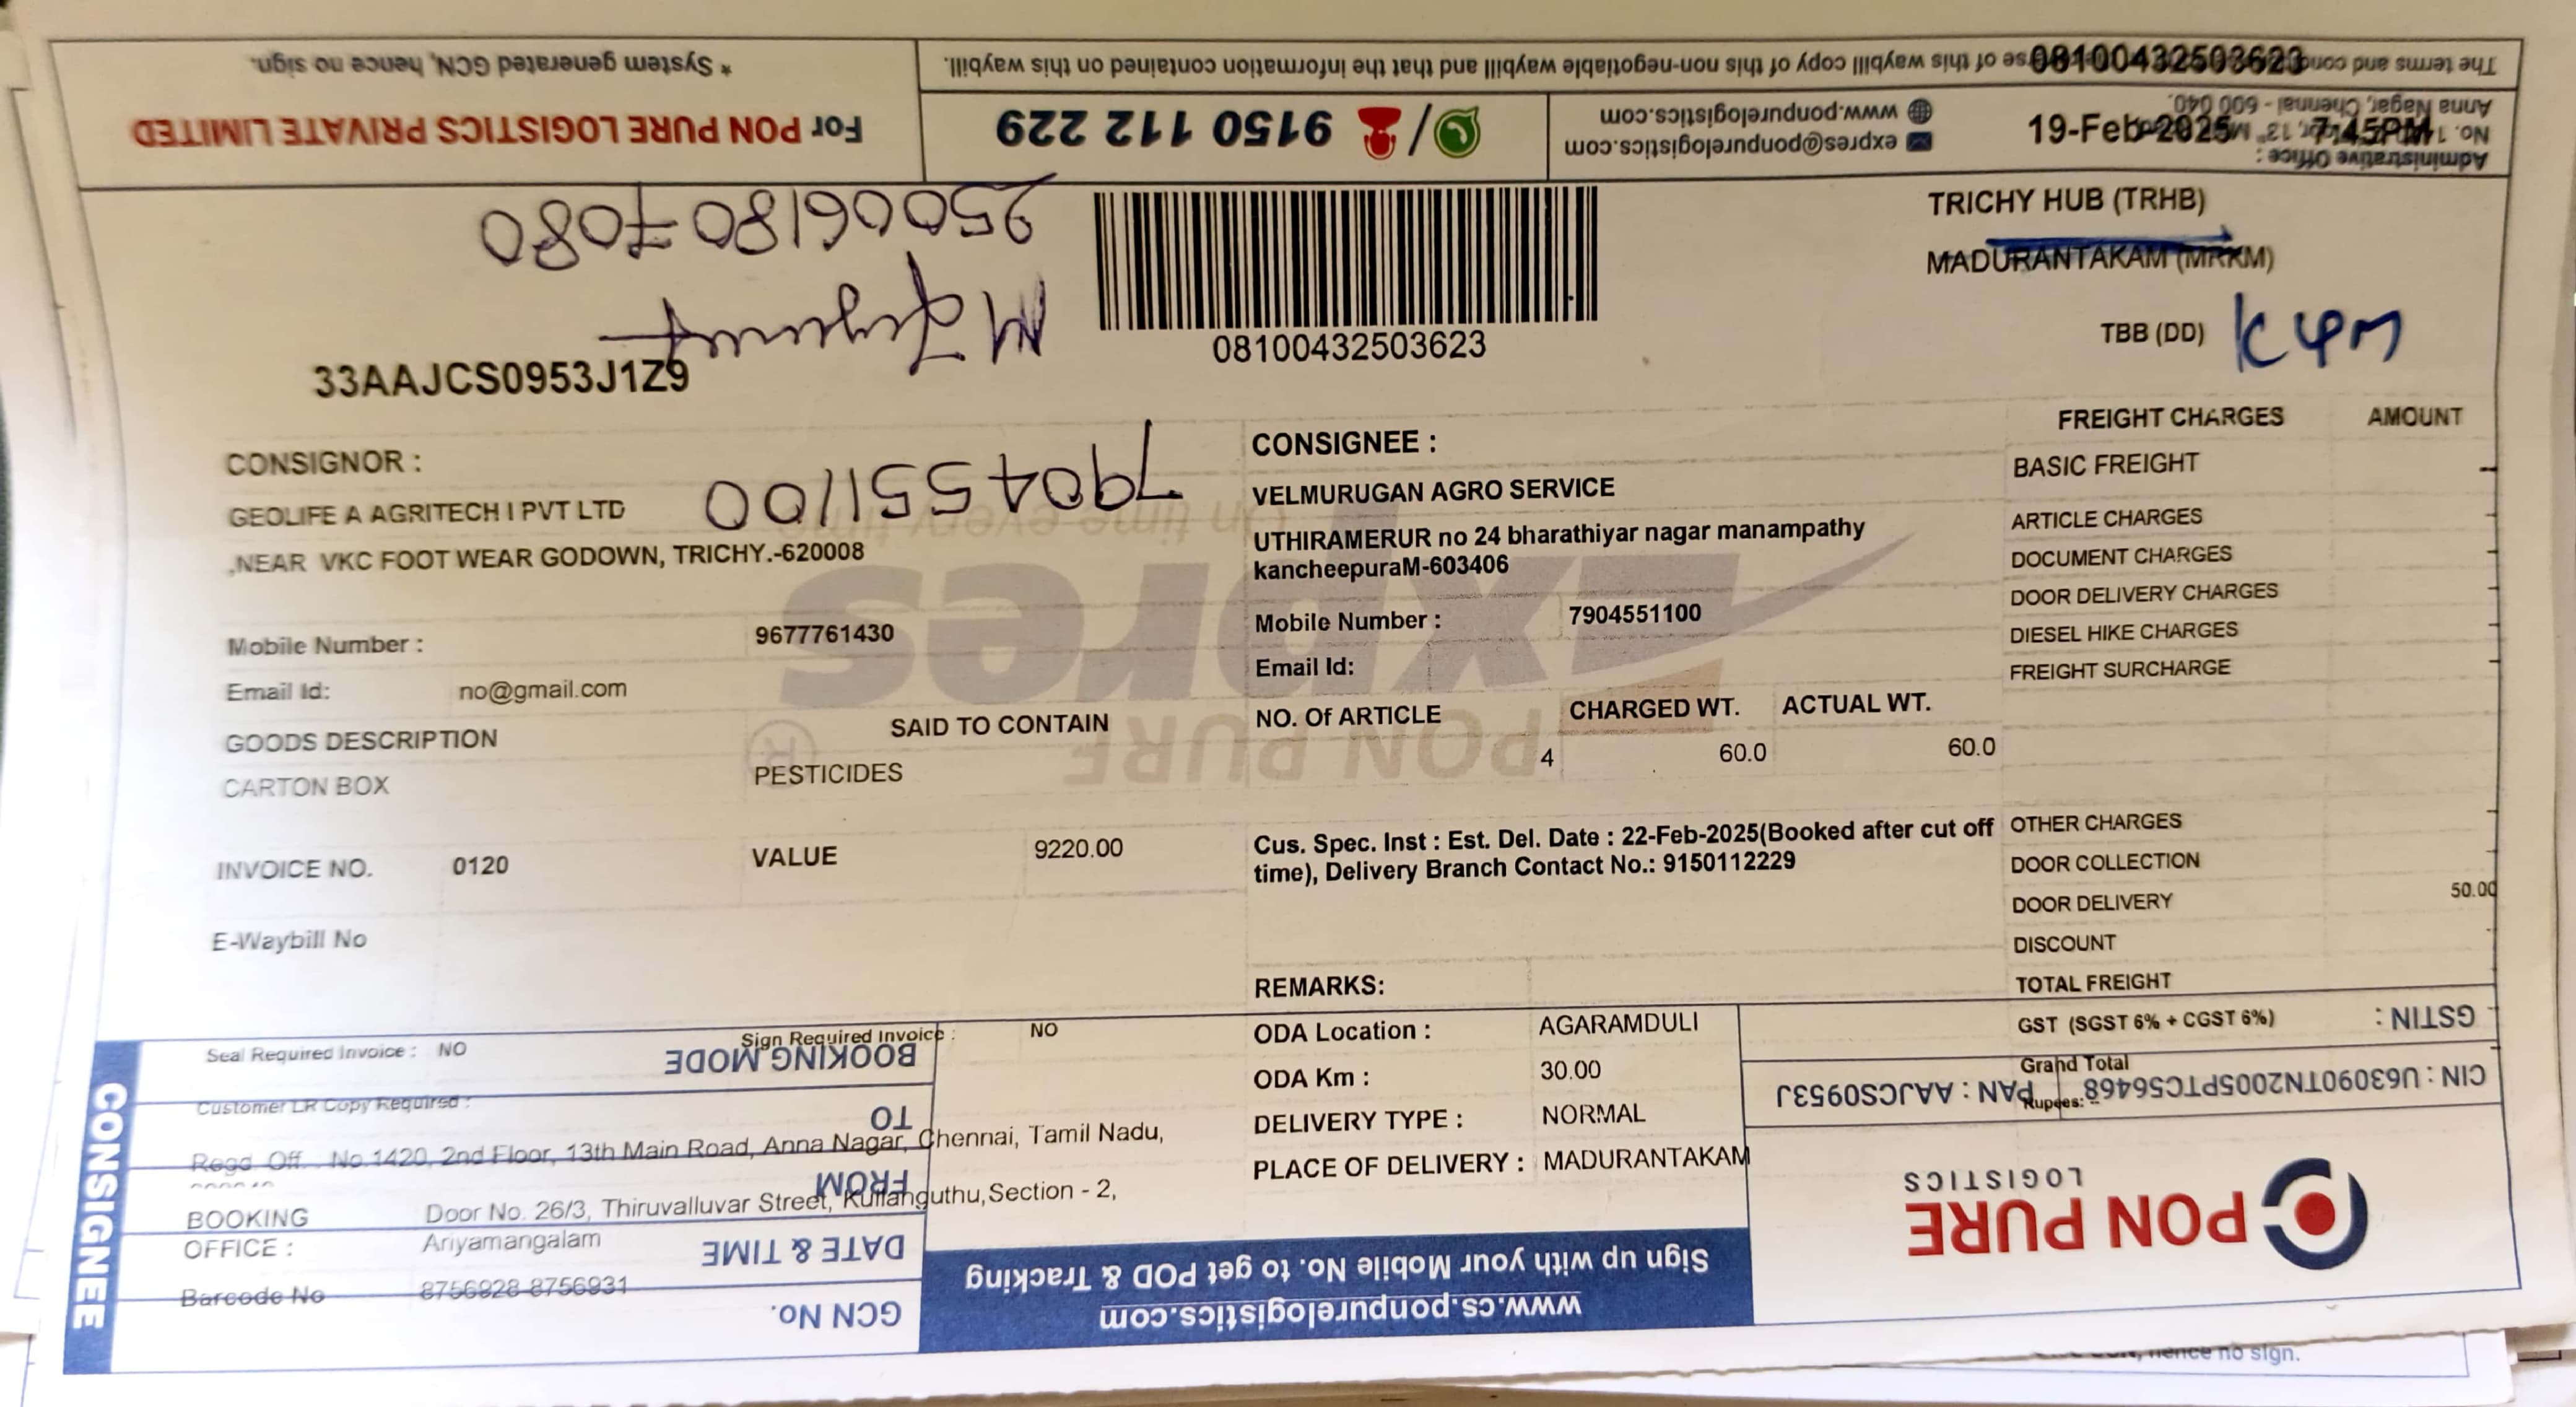 08100432503623
19-Feb-2025 7:45PM
TRICHY HUB (TRHB)
MADURANTAKAM (MRKM)
TBB (DD) KYM
08100432503623
33AAJCS0953J1Z9
CONSIGNOR :
GEOLIFE A AGRITECH I PVT LTD
,NEAR VKC FOOT WEAR GODOWN, TRICHY.-620008
Mobile Number : 9677761430
Email Id: no@gmail.com
GOODS DESCRIPTION SAID TO CONTAIN
CARTON BOX PESTICIDES
INVOICE NO. 0120 VALUE 9220.00
E-Waybill No
CONSIGNEE :
VELMURUGAN AGRO SERVICE
UTHIRAMERUR no 24 bharathiyar nagar manampathy
kancheepuraM-603406
Mobile Number : 7904551100
Email Id:
NO. Of ARTICLE CHARGED WT. ACTUAL WT.
4 60.0 60.0
Cus. Spec. Inst : Est. Del. Date : 22-Feb-2025(Booked after cut off
time), Delivery Branch Contact No.: 9150112229
REMARKS:
FREIGHT CHARGES AMOUNT
BASIC FREIGHT
ARTICLE CHARGES
DOCUMENT CHARGES
DOOR DELIVERY CHARGES
DIESEL HIKE CHARGES
FREIGHT SURCHARGE
OTHER CHARGES
DOOR COLLECTION
DOOR DELIVERY 50.00
DISCOUNT
TOTAL FREIGHT
GST (SGST 6% + CGST 6%)
Grand Total
Rupees:
Seal Required Invoice : NO Sign Required Invoice : NO
Customer LR Copy Required :
Regd. Off. : No.1420, 2nd Floor, 13th Main Road, Anna Nagar, Chennai, Tamil Nadu,
BOOKING OFFICE : Door No. 26/3, Thiruvalluvar Street, Kullanguthu,Section - 2,
Ariyamangalam
Barcode No 8756928-8756931
ODA Location : AGARAMDULI
ODA Km : 30.00
DELIVERY TYPE : NORMAL
PLACE OF DELIVERY : MADURANTAKAM
PON PURE
LOGISTICS
www.cs.ponpurelogistics.com
Sign up with your Mobile No. to get POD & Tracking
GCN No.
DATE & TIME
FROM
TO
BOOKING MODE
CONSIGNEE
CIN : U63090TN2005PTC56468 PAN : AAJCS0953J
GSTIN :
PON PURE
Expres
On time every time
7904551100
M
250061807080
Administrative Office :
Anna Nagar, Chennai - 600 040.
expres@ponpurelogistics.com
www.ponpurelogistics.com
9150 112 229
For PON PURE LOGISTICS PRIVATE LIMITED
The terms and use of this waybill copy of this non-negotiable waybill and that the information contained on this waybill.
* System generated GCN, hence no sign.
hence no sign.